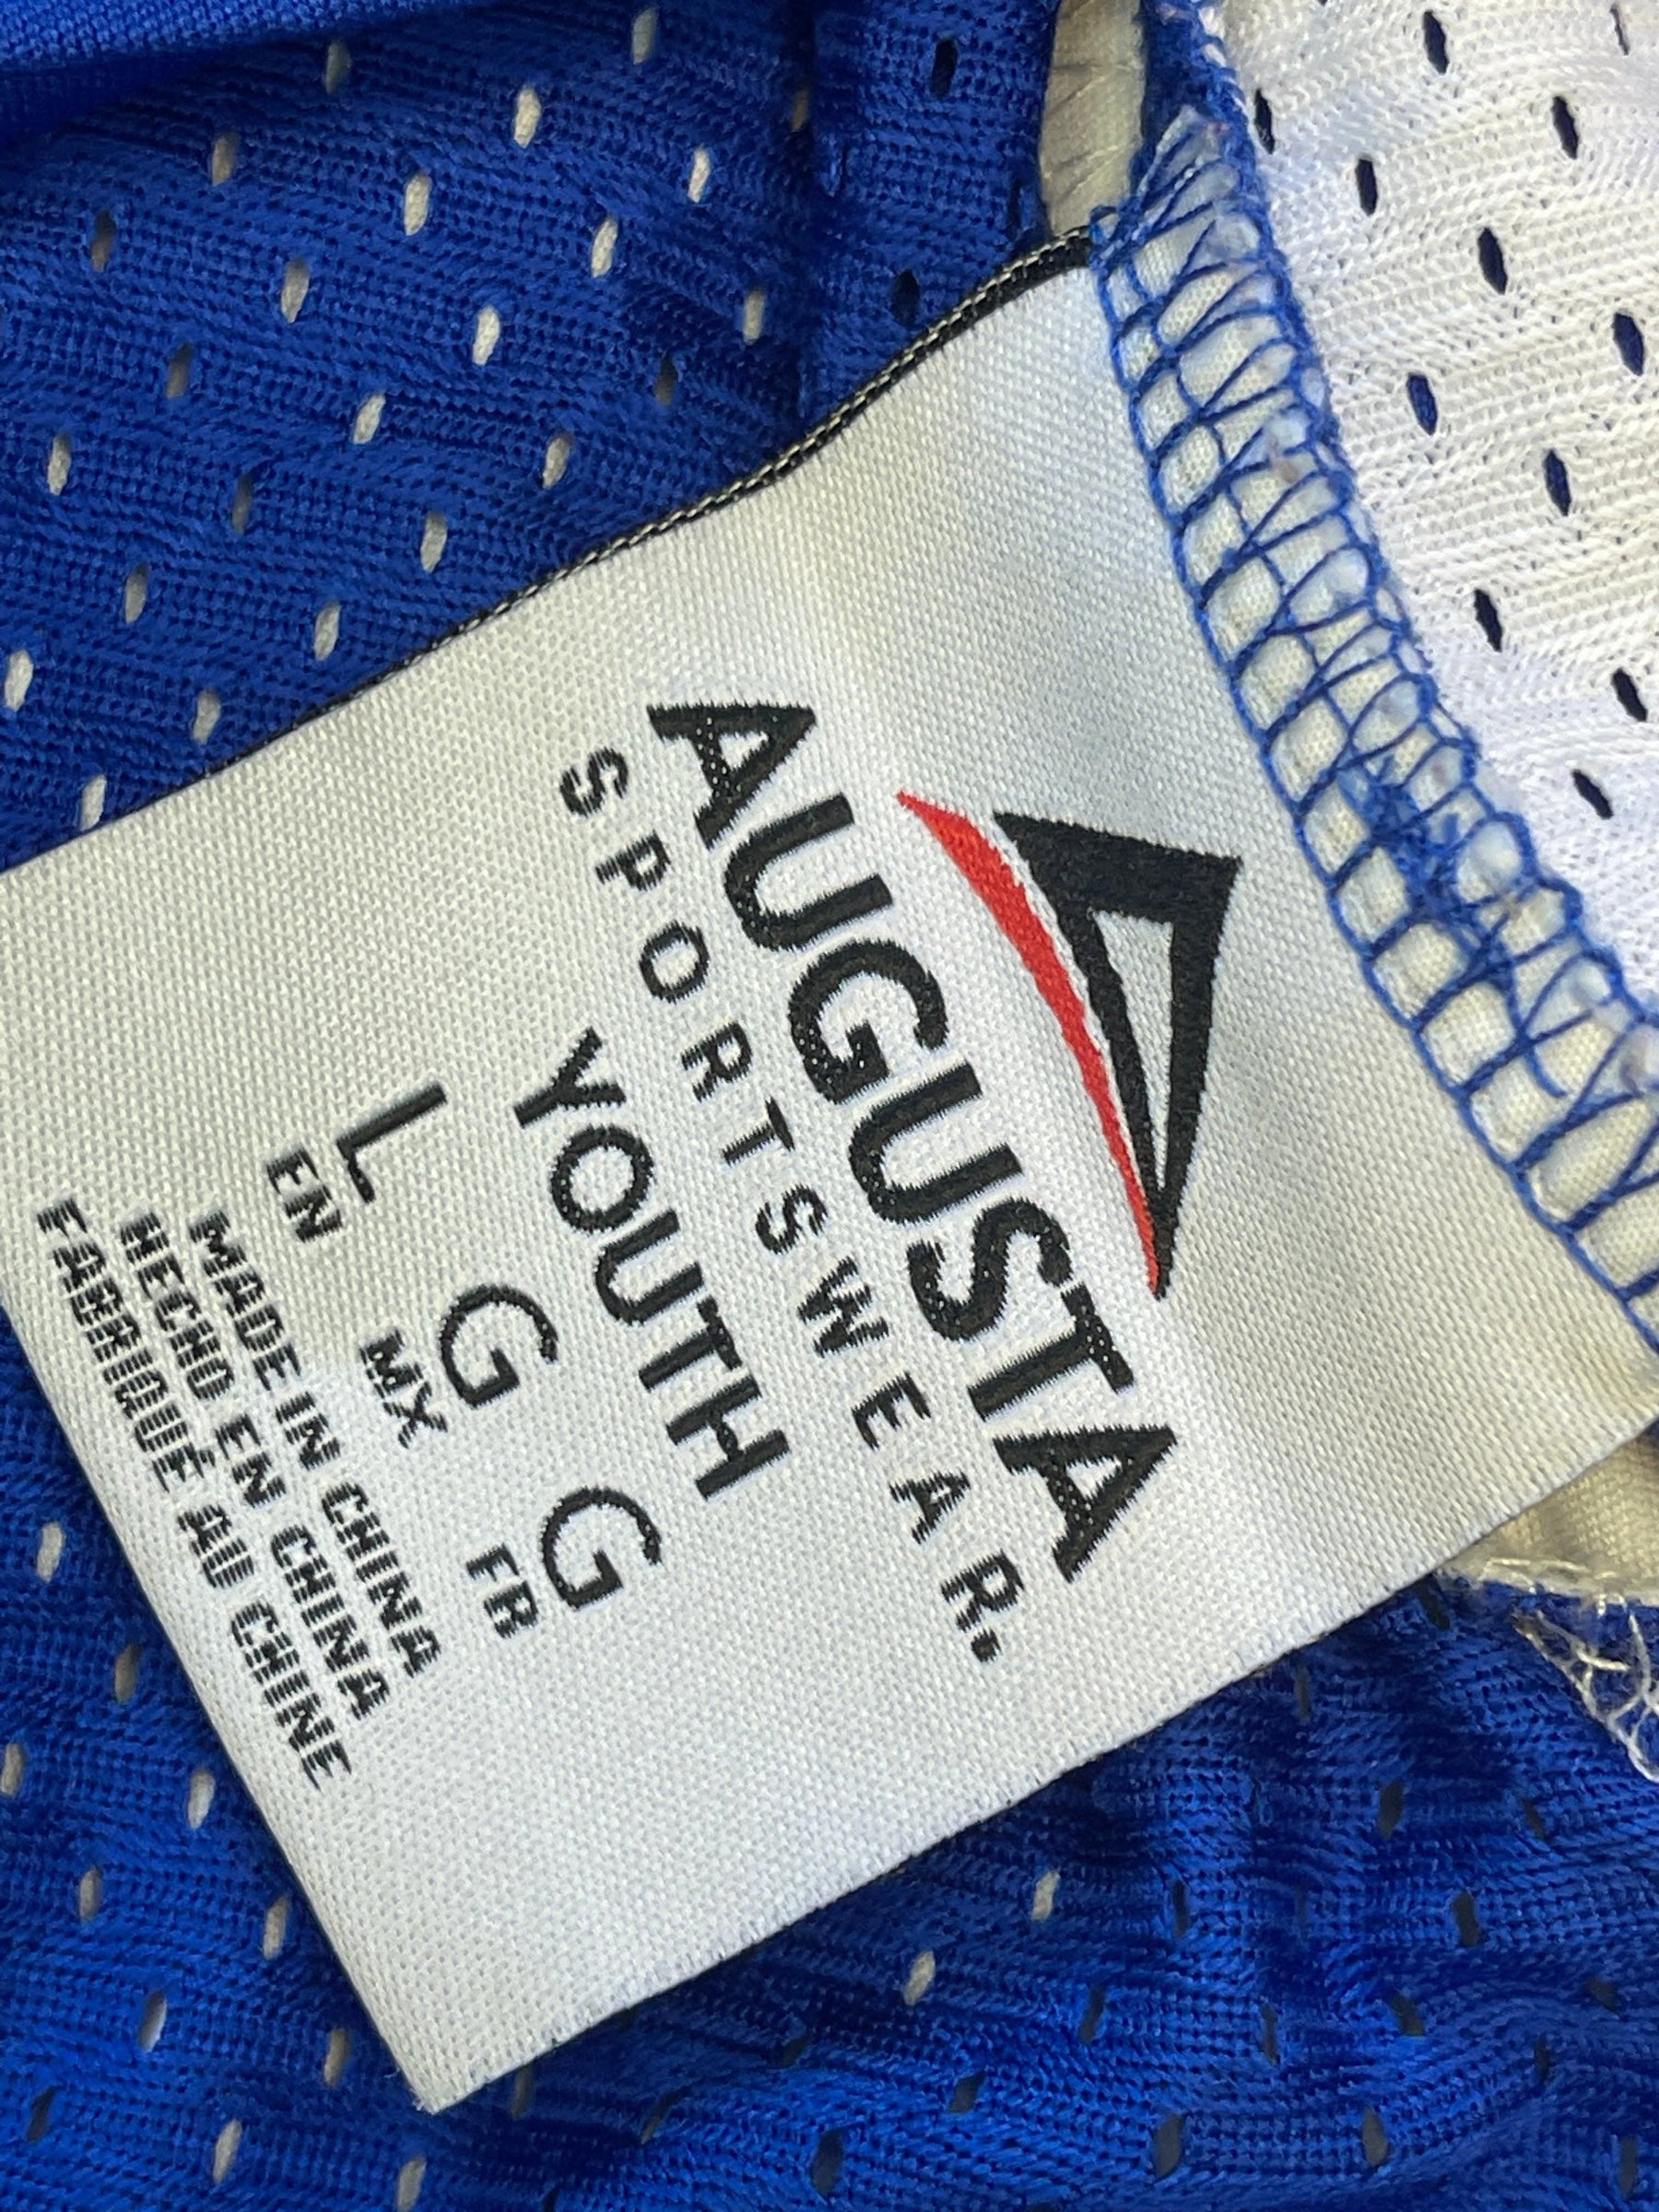 AUGUSTA
SPORTSWEAR.
YOUTH
L G G
EN MX FR
MADE IN CHINA
HECHO EN CHINA
FABRIQUÉ AU CHINE